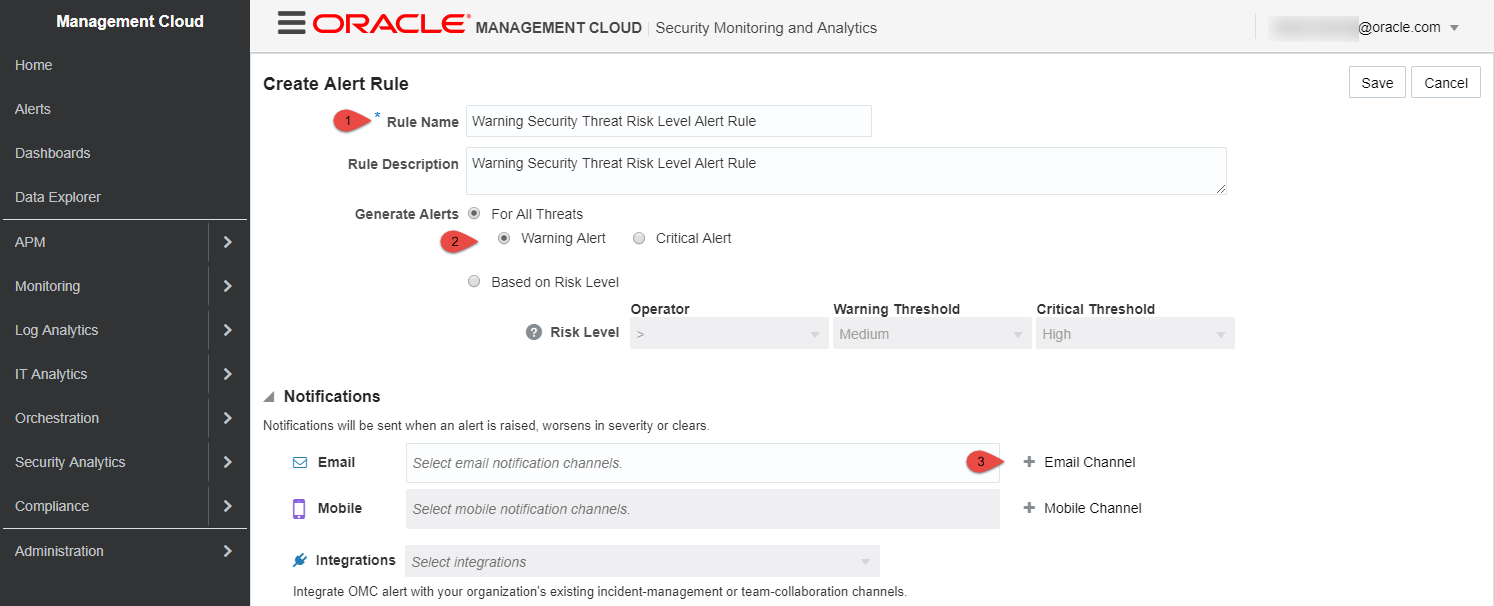 Management Cloud
Home
Alerts
Dashboards
Data Explorer
APM
Monitoring
Log Analytics
IT Analytics
Orchestration
Security Analytics
Compliance
Administration
ORACLE® MANAGEMENT CLOUD Security Monitoring and Analytics
@oracle.com
Create Alert Rule
Save Cancel
1 * Rule Name Warning Security Threat Risk Level Alert Rule
Rule Description Warning Security Threat Risk Level Alert Rule
Generate Alerts For All Threats
2 Warning Alert Critical Alert
Based on Risk Level
Operator Warning Threshold Critical Threshold
? Risk Level > Medium High
Notifications
Notifications will be sent when an alert is raised, worsens in severity or clears.
Email Select email notification channels. 3 + Email Channel
Mobile Select mobile notification channels. + Mobile Channel
Integrations Select integrations
Integrate OMC alert with your organization's existing incident-management or team-collaboration channels.